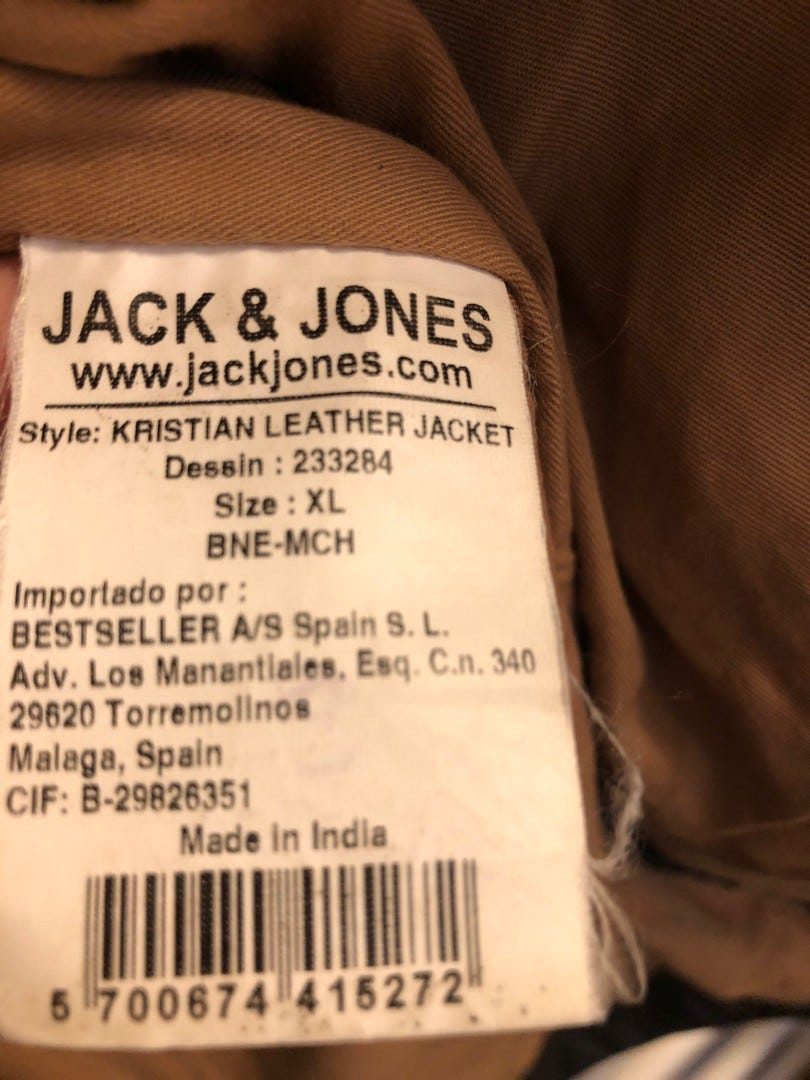 JACK & JONES
www.jackjones.com
Style: KRISTIAN LEATHER JACKET
Dessin : 233284
Size : XL
BNE-MCH
Importado por :
BESTSELLER A/S Spain S. L.
Adv. Los Manantiales, Esq. C.n. 340
29620 Torremolinos
Malaga, Spain
CIF: B-29826351
Made in India
5 700674 415272